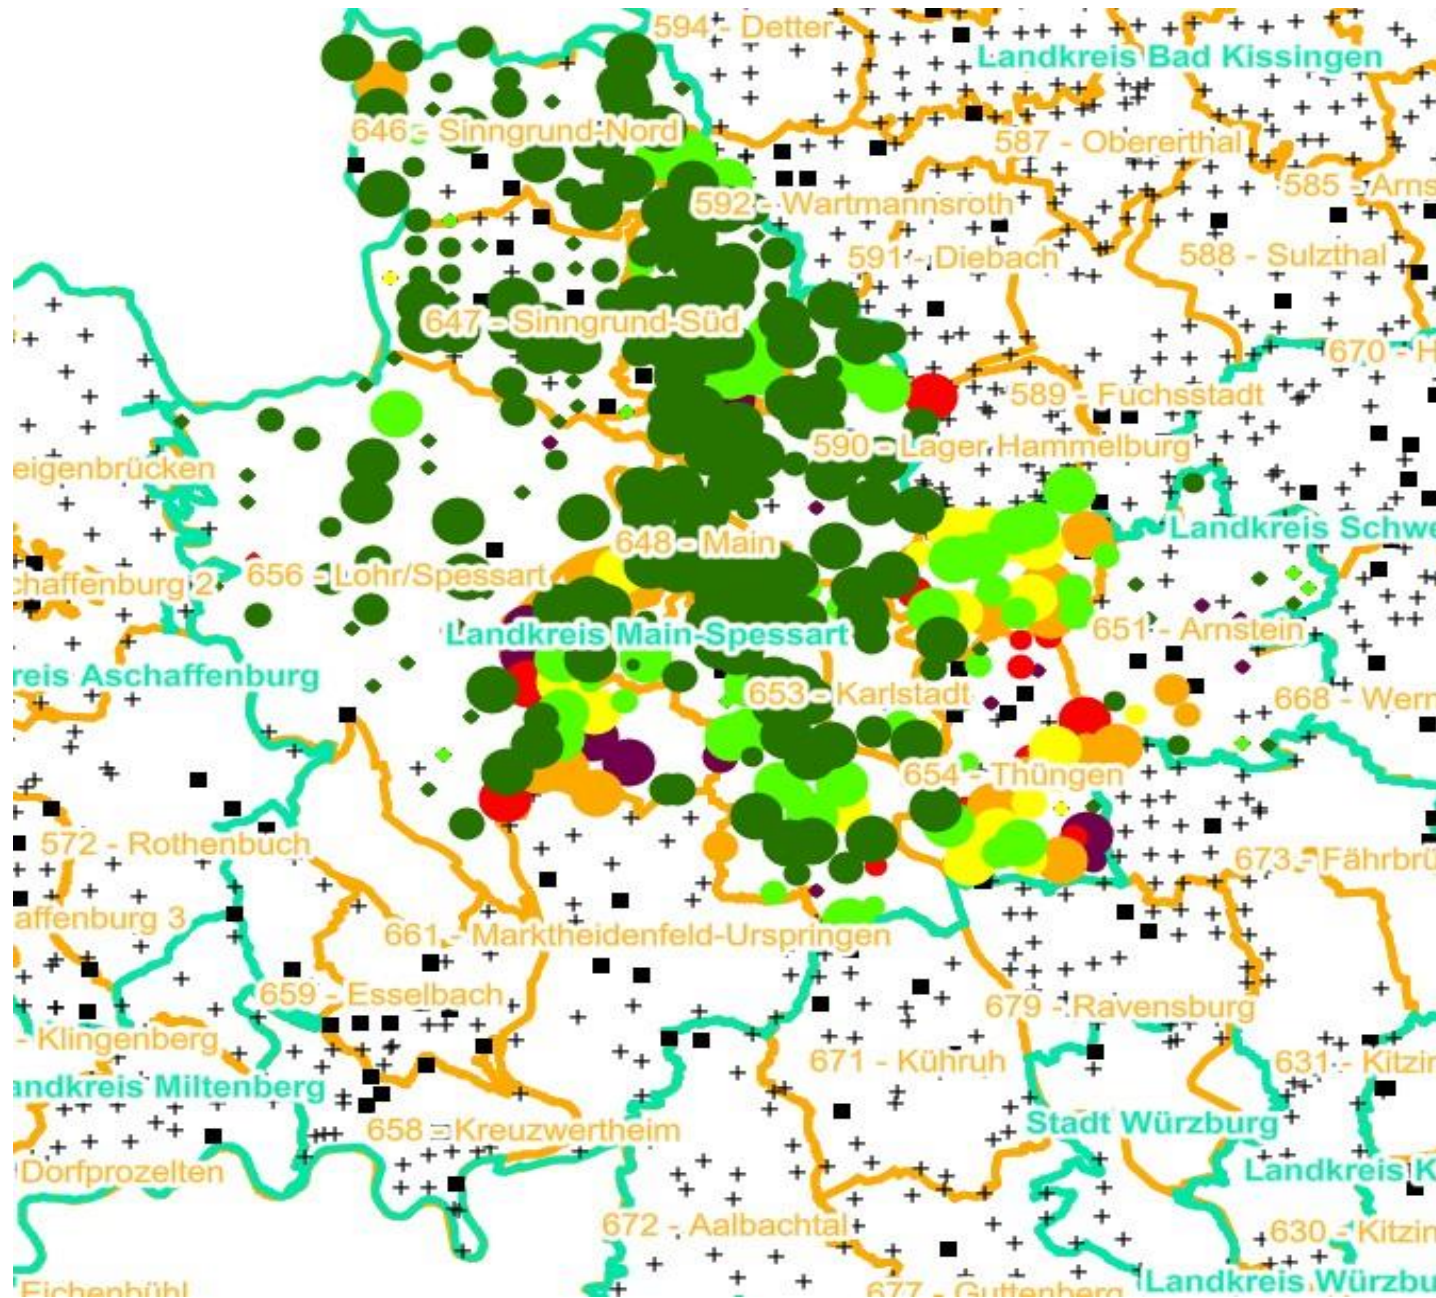 594 - Detter
Landkreis Bad Kissingen
646 - Sinngrund-Nord
587 - Obererthal
585 - Arns
592 - Wartmannsroth
591 - Diebach
588 - Sulzthal
647 - Sinngrund-Süd
670 - H
589 - Fuchsstadt
590 - Lager Hammelburg
eigenbrücken
Landkreis Schwe
648 - Main
656 - Lohr/Spessart
chaffenburg 2
Landkreis Main-Spessart
651 - Arnstein
reis Aschaffenburg
653 - Karlstadt
668 - Wern
654 - Thüngen
572 - Rothenbuch
673 - Fährbrü
affenburg 3
661 - Marktheidenfeld-Urspringen
659 - Esselbach
679 - Ravensburg
- Klingenberg
671 - Kühruh
631 - Kitzin
andkreis Miltenberg
Stadt Würzburg
658 - Kreuzwertheim
Dorfprozelten
Landkreis K
672 - Aalbachtal
630 - Kitzin
Landkreis Würzbu
Eichenbühl
677 - Guttenberg